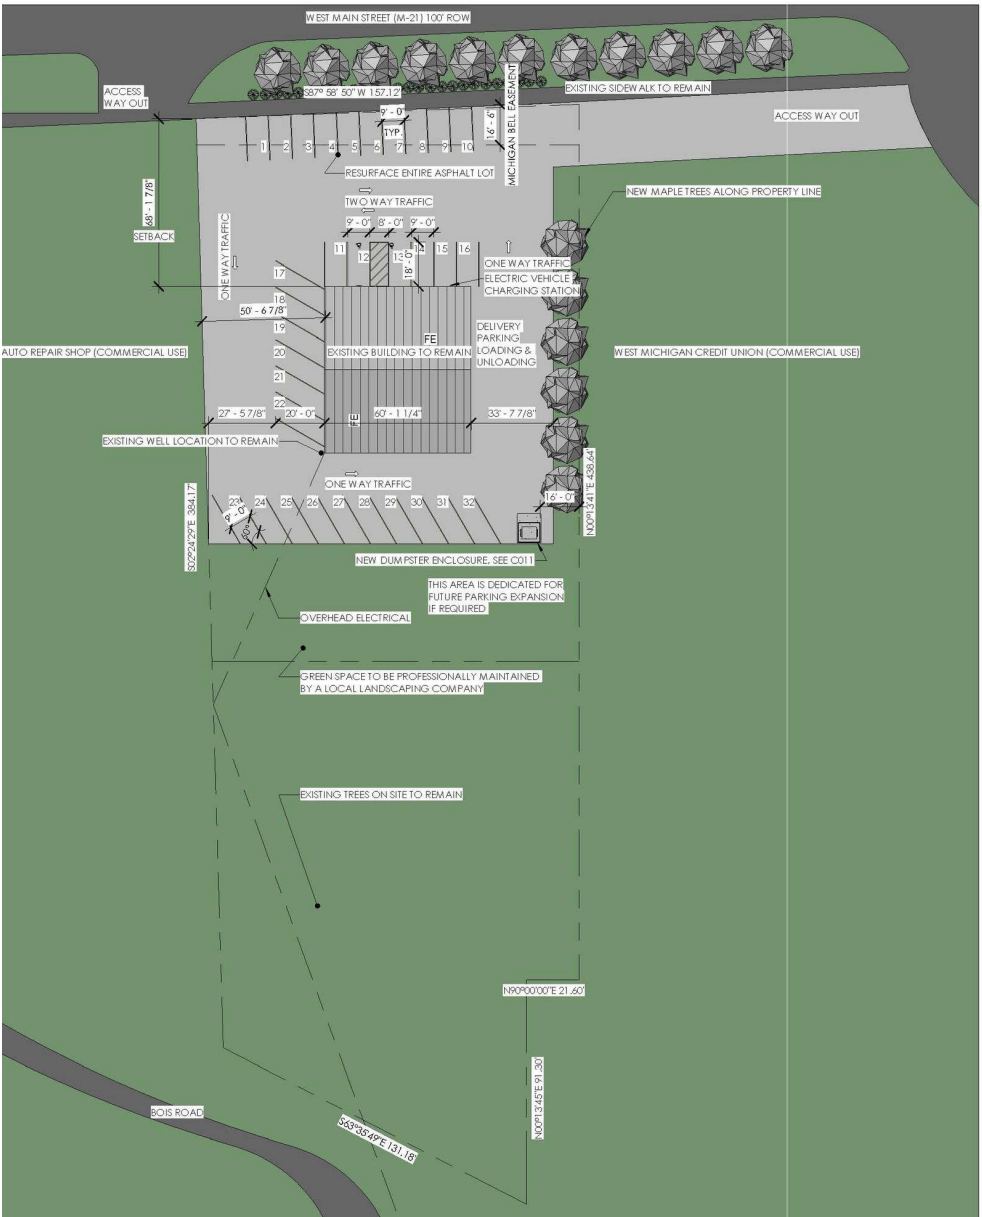 WEST MAIN STREET (M-21) 100' ROW
ACCESS
WAY OUT
S87° 58' 50" W 157.12'
EXISTING SIDEWALK TO REMAIN
ACCESS WAY OUT
9' - 0"
TYP.
16' - 6"
MICHIGAN BELL EASEMENT
1
2
3
4
5
6
7
8
9
10
RESURFACE ENTIRE ASPHALT LOT
NEW MAPLE TREES ALONG PROPERTY LINE
68' - 1 7/8"
SETBACK
TWO WAY TRAFFIC
9' - 0"
8' - 0"
9' - 0"
ONE WAY TRAFFIC
11
12
13
14
15
16
18' - 0"
ONE WAY TRAFFIC
ELECTRIC VEHICLE
CHARGING STATION
17
18
50' - 6 7/8"
19
20
21
22
AUTO REPAIR SHOP (COMMERCIAL USE)
EXISTING BUILDING TO REMAIN
FE
DELIVERY
PARKING
LOADING &
UNLOADING
WEST MICHIGAN CREDIT UNION (COMMERCIAL USE)
27' - 5 7/8"
20' - 0"
60' - 1 1/4"
33' - 7 7/8"
FE
EXISTING WELL LOCATION TO REMAIN
ONE WAY TRAFFIC
S02°24'29"E 384.17'
N00°13'41"E 438.64'
16' - 0"
23
24
25
26
27
28
29
30
31
32
9' - 0"
60°
NEW DUMPSTER ENCLOSURE, SEE C011
THIS AREA IS DEDICATED FOR
FUTURE PARKING EXPANSION
IF REQUIRED
OVERHEAD ELECTRICAL
GREEN SPACE TO BE PROFESSIONALLY MAINTAINED
BY A LOCAL LANDSCAPING COMPANY
EXISTING TREES ON SITE TO REMAIN
N90°00'00"E 21.60'
N00°13'45"E 91.30'
BOIS ROAD
S63°35'49"E 131.18'